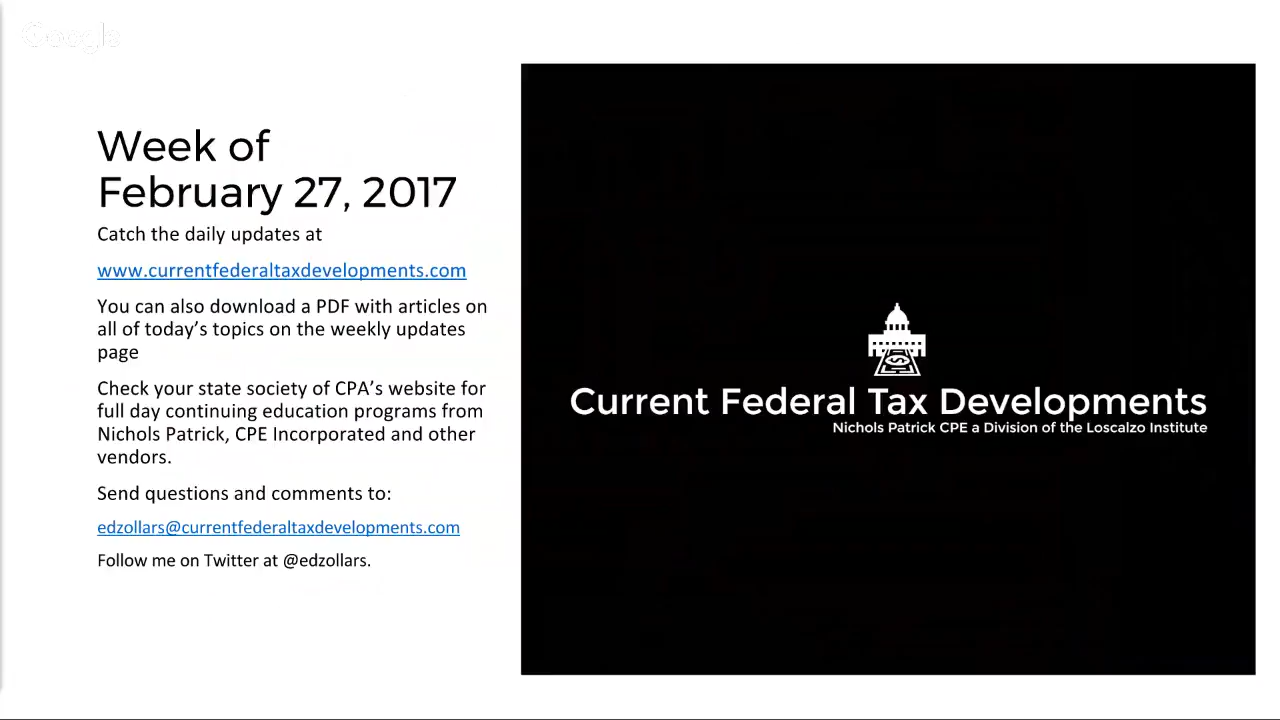 Google
Week of
February 27, 2017
Catch the daily updates at
www.currentfederaltaxdevelopments.com
You can also download a PDF with articles on
all of today’s topics on the weekly updates
page
Check your state society of CPA’s website for
full day continuing education programs from
Nichols Patrick, CPE Incorporated and other
vendors.
Send questions and comments to:
edzollars@currentfederaltaxdevelopments.com
Follow me on Twitter at @edzollars.
Current Federal Tax Developments
Nichols Patrick CPE a Division of the Loscalzo Institute